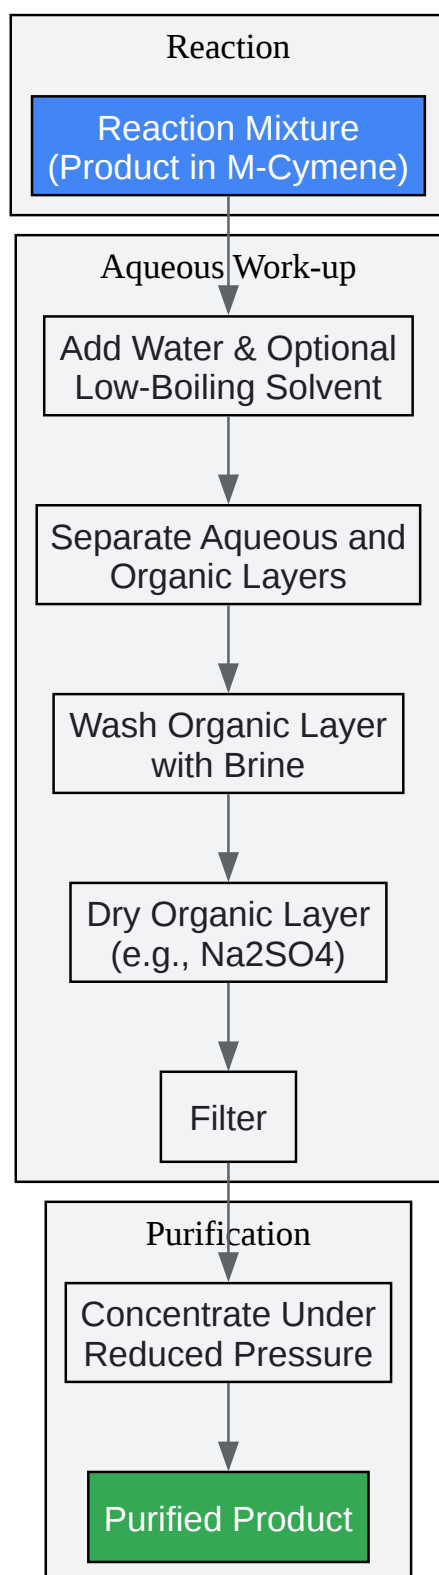 Reaction
Reaction Mixture
(Product in M-Cymene)
Aqueous Work-up
Add Water & Optional
Low-Boiling Solvent
Separate Aqueous and
Organic Layers
Wash Organic Layer
with Brine
Dry Organic Layer
(e.g., Na2SO4)
Filter
Purification
Concentrate Under
Reduced Pressure
Purified Product